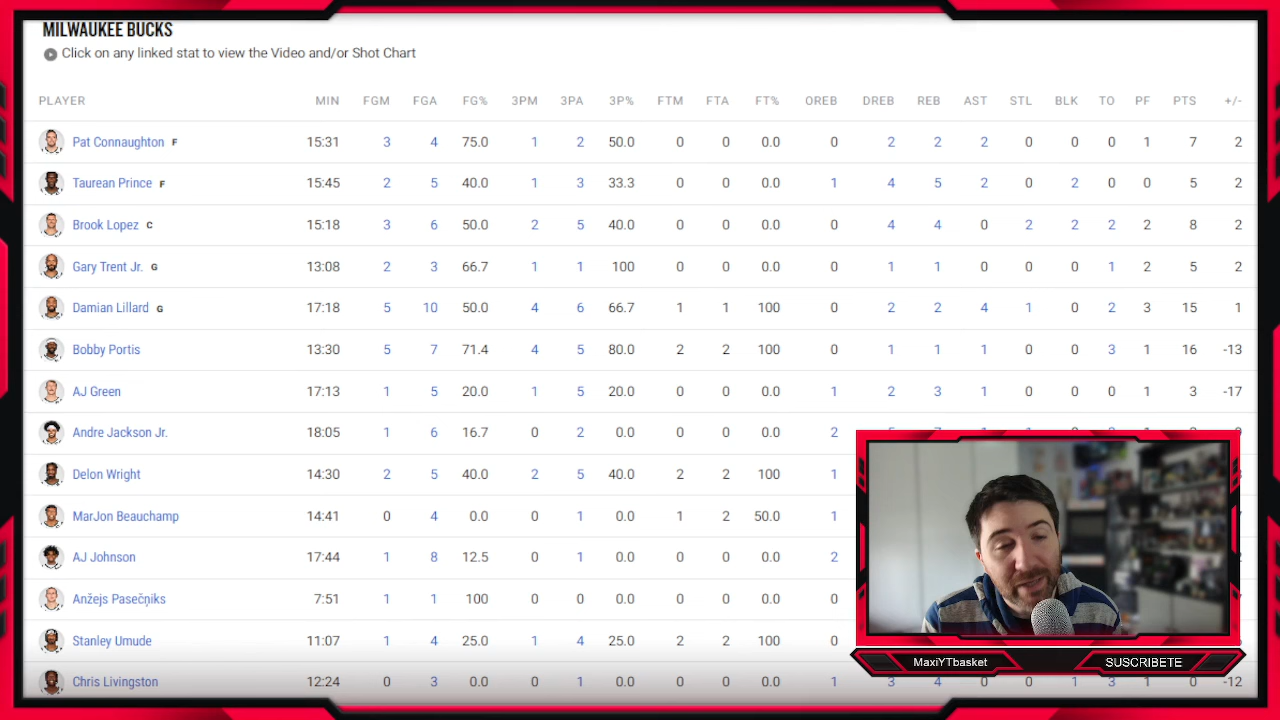 MILWAUKEE BUCKS
Click on any linked stat to view the Video and/or Shot Chart
PLAYER MIN FGM FGA FG% 3PM 3PA 3P% FTM FTA FT% OREB DREB REB AST STL BLK TO PF PTS +/-
Pat Connaughton F 15:31 3 4 75.0 1 2 50.0 0 0 0.0 0 2 2 2 0 0 0 1 7 2
Taurean Prince F 15:45 2 5 40.0 1 3 33.3 0 0 0.0 1 4 5 2 0 2 0 0 5 2
Brook Lopez C 15:18 3 6 50.0 2 5 40.0 0 0 0.0 0 4 4 0 2 2 2 2 8 2
Gary Trent Jr. G 13:08 2 3 66.7 1 1 100 0 0 0.0 0 1 1 0 0 0 1 2 5 2
Damian Lillard G 17:18 5 10 50.0 4 6 66.7 1 1 100 0 2 2 4 1 0 2 3 15 1
Bobby Portis 13:30 5 7 71.4 4 5 80.0 2 2 100 0 1 1 1 0 0 3 1 16 -13
AJ Green 17:13 1 5 20.0 1 5 20.0 0 0 0.0 1 2 3 1 0 0 0 1 3 -17
Andre Jackson Jr. 18:05 1 6 16.7 0 2 0.0 0 0 0.0 2
Delon Wright 14:30 2 5 40.0 2 5 40.0 2 2 100 1
MarJon Beauchamp 14:41 0 4 0.0 0 1 0.0 1 2 50.0 1
AJ Johnson 17:44 1 8 12.5 0 1 0.0 0 0 0.0 2
Anžejs Pasečņiks 7:51 1 1 100 0 0 0.0 0 0 0.0 0
Stanley Umude 11:07 1 4 25.0 1 4 25.0 2 2 100 0
Chris Livingston 12:24 0 3 0.0 0 1 0.0 0 0 0.0 1 3 4 0 0 1 3 1 0 -12
MaxiYTbasket
SUSCRIBETE